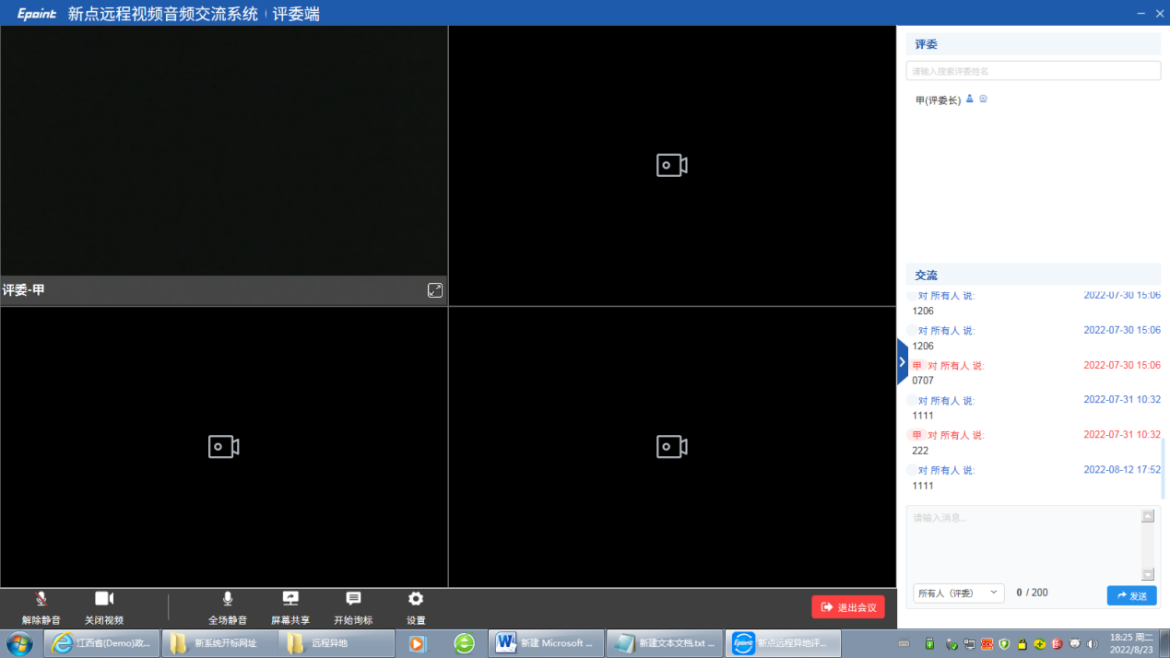 Epoint 新点远程视频音频交流系统 | 评委端
评委
请输入搜索评委姓名
甲(评委长)
评委-甲
交流
对 所有人 说: 2022-07-30 15:06
1206
对 所有人 说: 2022-07-30 15:06
1206
甲 对 所有人 说: 2022-07-30 15:06
0707
对 所有人 说: 2022-07-31 10:32
1111
甲 对 所有人 说: 2022-07-31 10:32
222
对 所有人 说: 2022-08-12 17:52
1111
请输入消息...
所有人（评委） 0 / 200 发送
解除静音 关闭视频 全场静音 屏幕共享 开始询标 设置 退出会议
江西省(Demo)政... 新系统开标网址 远程异地 新建 Microsoft ... 新建文本文档.txt ... 新点远程异地评... 18:25 周二
2022/8/23